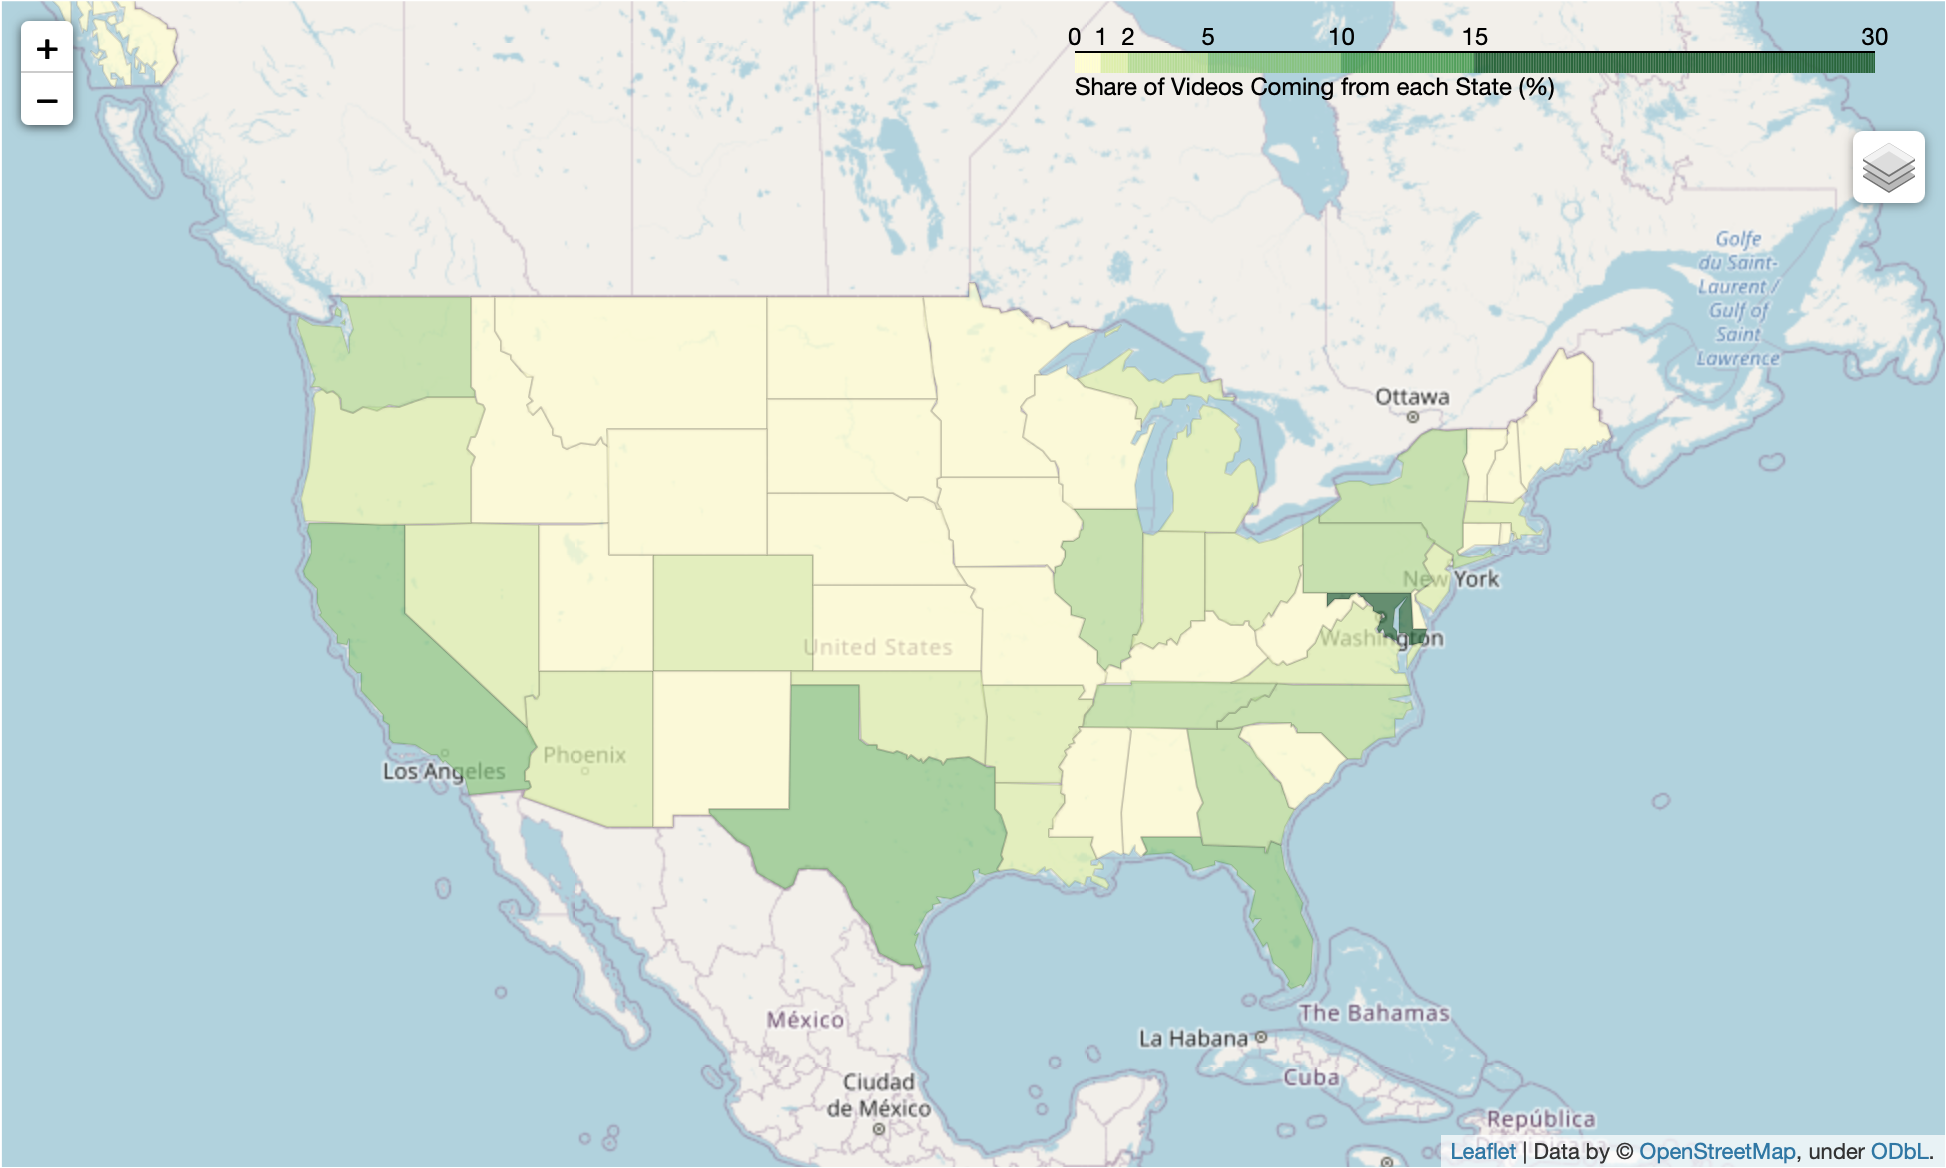 +
−
0 1 2 5 10 15 30
Share of Videos Coming from each State (%)
Golfe
du Saint-
Laurent /
Gulf of
Saint
Lawrence
Ottawa
New York
United States
Washington
Phoenix
Los Angeles
México
The Bahamas
La Habana
Cuba
Ciudad
de México
República
Leaflet | Data by © OpenStreetMap, under ODbL.